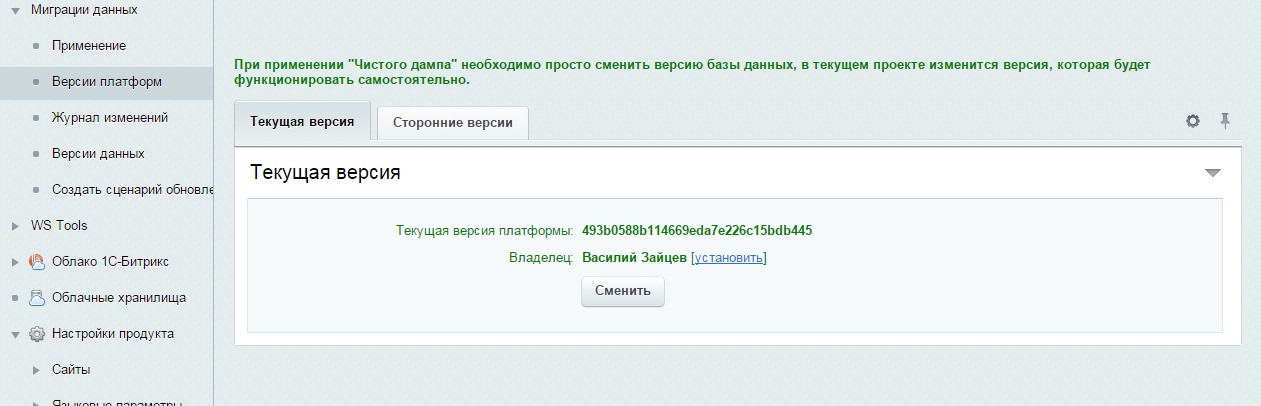 Миграции данных
Применение
Версии платформ
Журнал изменений
Версии данных
Создать сценарий обновле
WS Tools
Облако 1С-Битрикс
Облачные хранилища
Настройки продукта
Сайты
Языковые параметры
При применении "Чистого дампа" необходимо просто сменить версию базы данных, в текущем проекте изменится версия, которая будет
функционировать самостоятельно.
Текущая версия
Сторонние версии
Текущая версия
Текущая версия платформы: 493b0588b114669eda7e226c15bdb445
Владелец: Василий Зайцев [установить]
Сменить